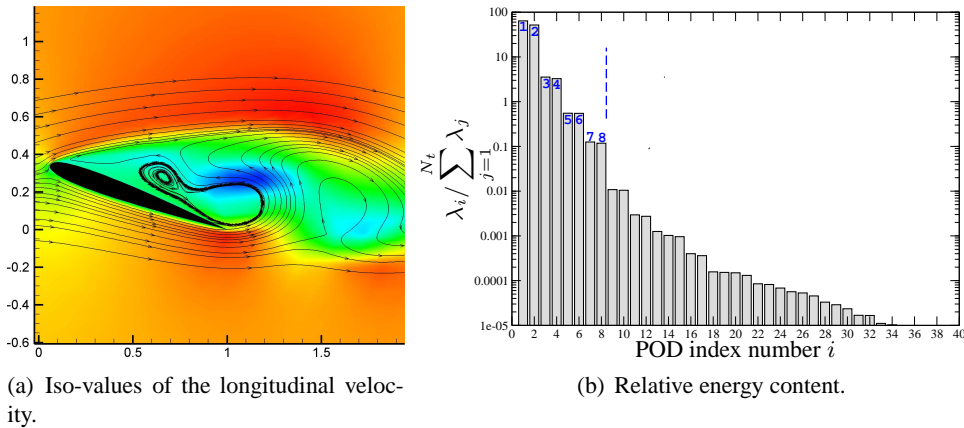 1
0.8
0.6
0.4
0.2
0
-0.2
-0.4
-0.6
0 0.5 1 1.5
(a) Iso-values of the longitudinal veloc-
ity.
100
10
1
0.1
0.01
0.001
0.0001
1e-05
λ_i / ∑_{j=1}^{N_t} λ_j
1 2 3 4 5 6 7 8
0 2 4 6 8 10 12 14 16 18 20 22 24 26 28 30 32 34 36 38 40
POD index number i
(b) Relative energy content.